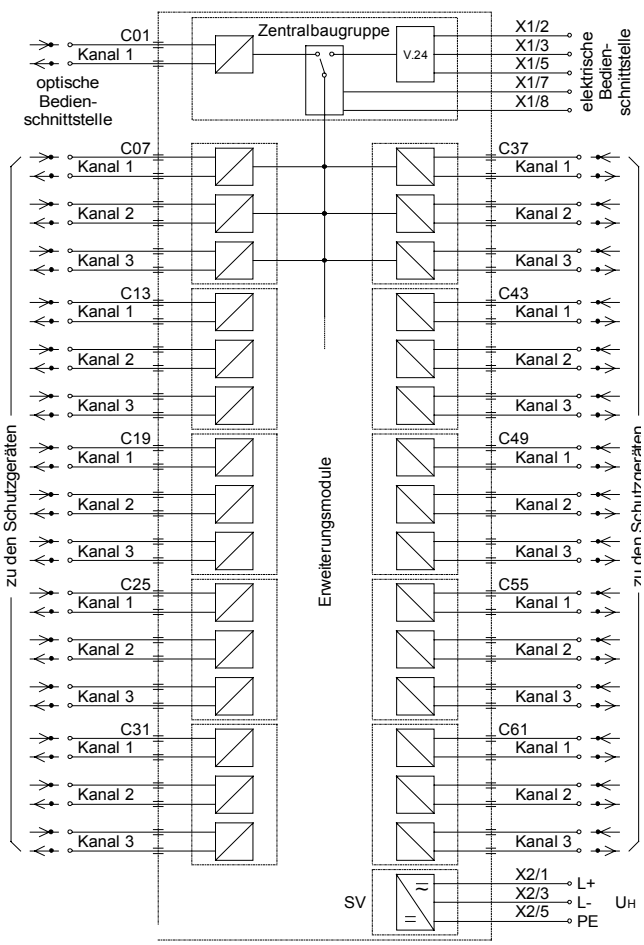 C01
Kanal 1
optische
Bedien-
schnittstelle
Zentralbaugruppe
V.24
X1/2
X1/3
X1/5
X1/7
X1/8
elektrische
Bedien-
schnittstelle
C07
Kanal 1
Kanal 2
Kanal 3
C13
Kanal 1
Kanal 2
Kanal 3
C19
Kanal 1
Kanal 2
Kanal 3
C25
Kanal 1
Kanal 2
Kanal 3
C31
Kanal 1
Kanal 2
Kanal 3
zu den Schutzgeräten
Erweiterungsmodule
C37
Kanal 1
Kanal 2
Kanal 3
C43
Kanal 1
Kanal 2
Kanal 3
C49
Kanal 1
Kanal 2
Kanal 3
C55
Kanal 1
Kanal 2
Kanal 3
C61
Kanal 1
Kanal 2
Kanal 3
zu den Schutzgeräten
SV
X2/1 L+
X2/3 L- UH
X2/5 PE